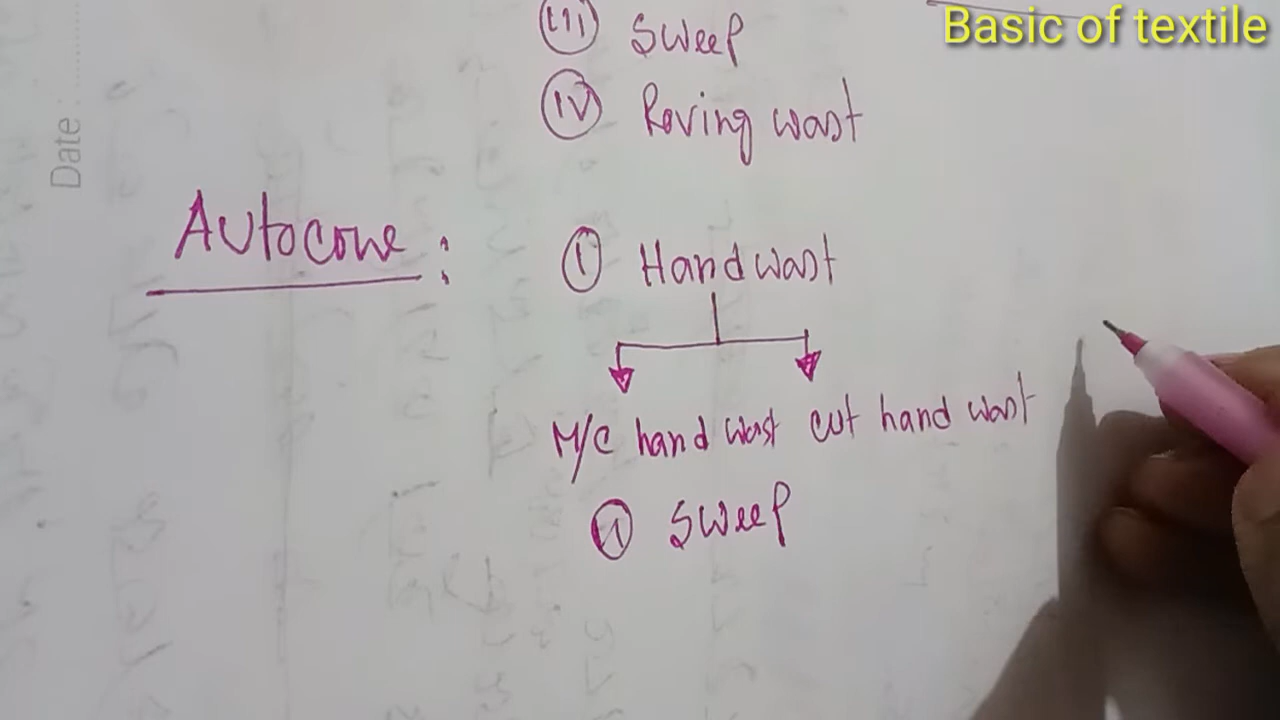 Basic of textile
(III) Sweep
(IV) Roving wast
Date : ............
Autocone :
(I) Hand wast
M/C hand wast cut hand wast
(II) Sweep